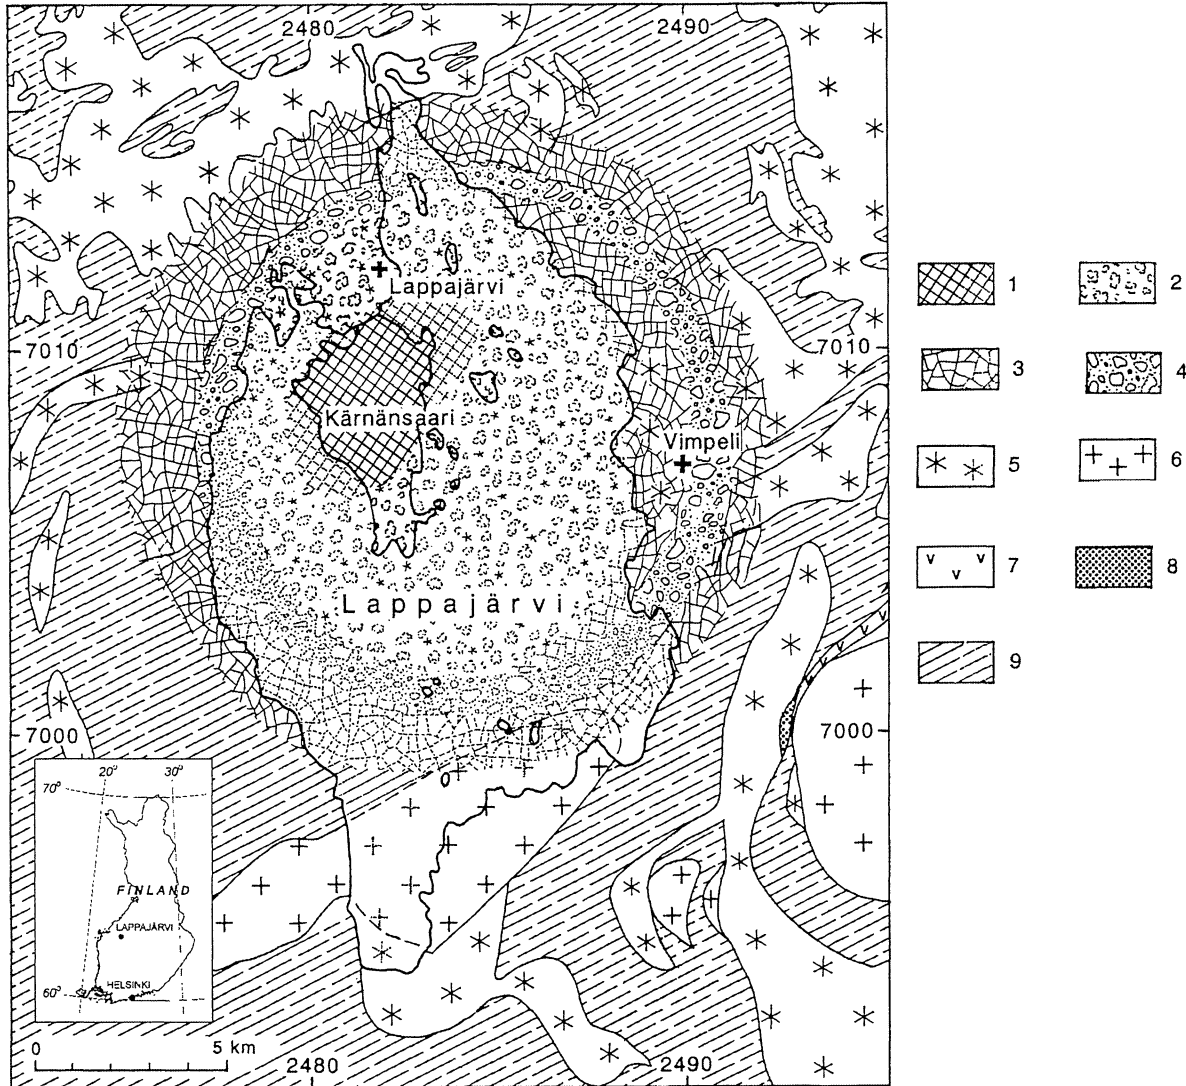 2480
2490
Lappajärvi
7010
7010
Kärnänsaari
Vimpeli
Lappajärvi
7000
7000
20°
30°
70°
FINLAND
LAPPAJÄRVI
HELSINKI
60°
0
5 km
2480
2490
1
2
3
4
5
6
7
8
9